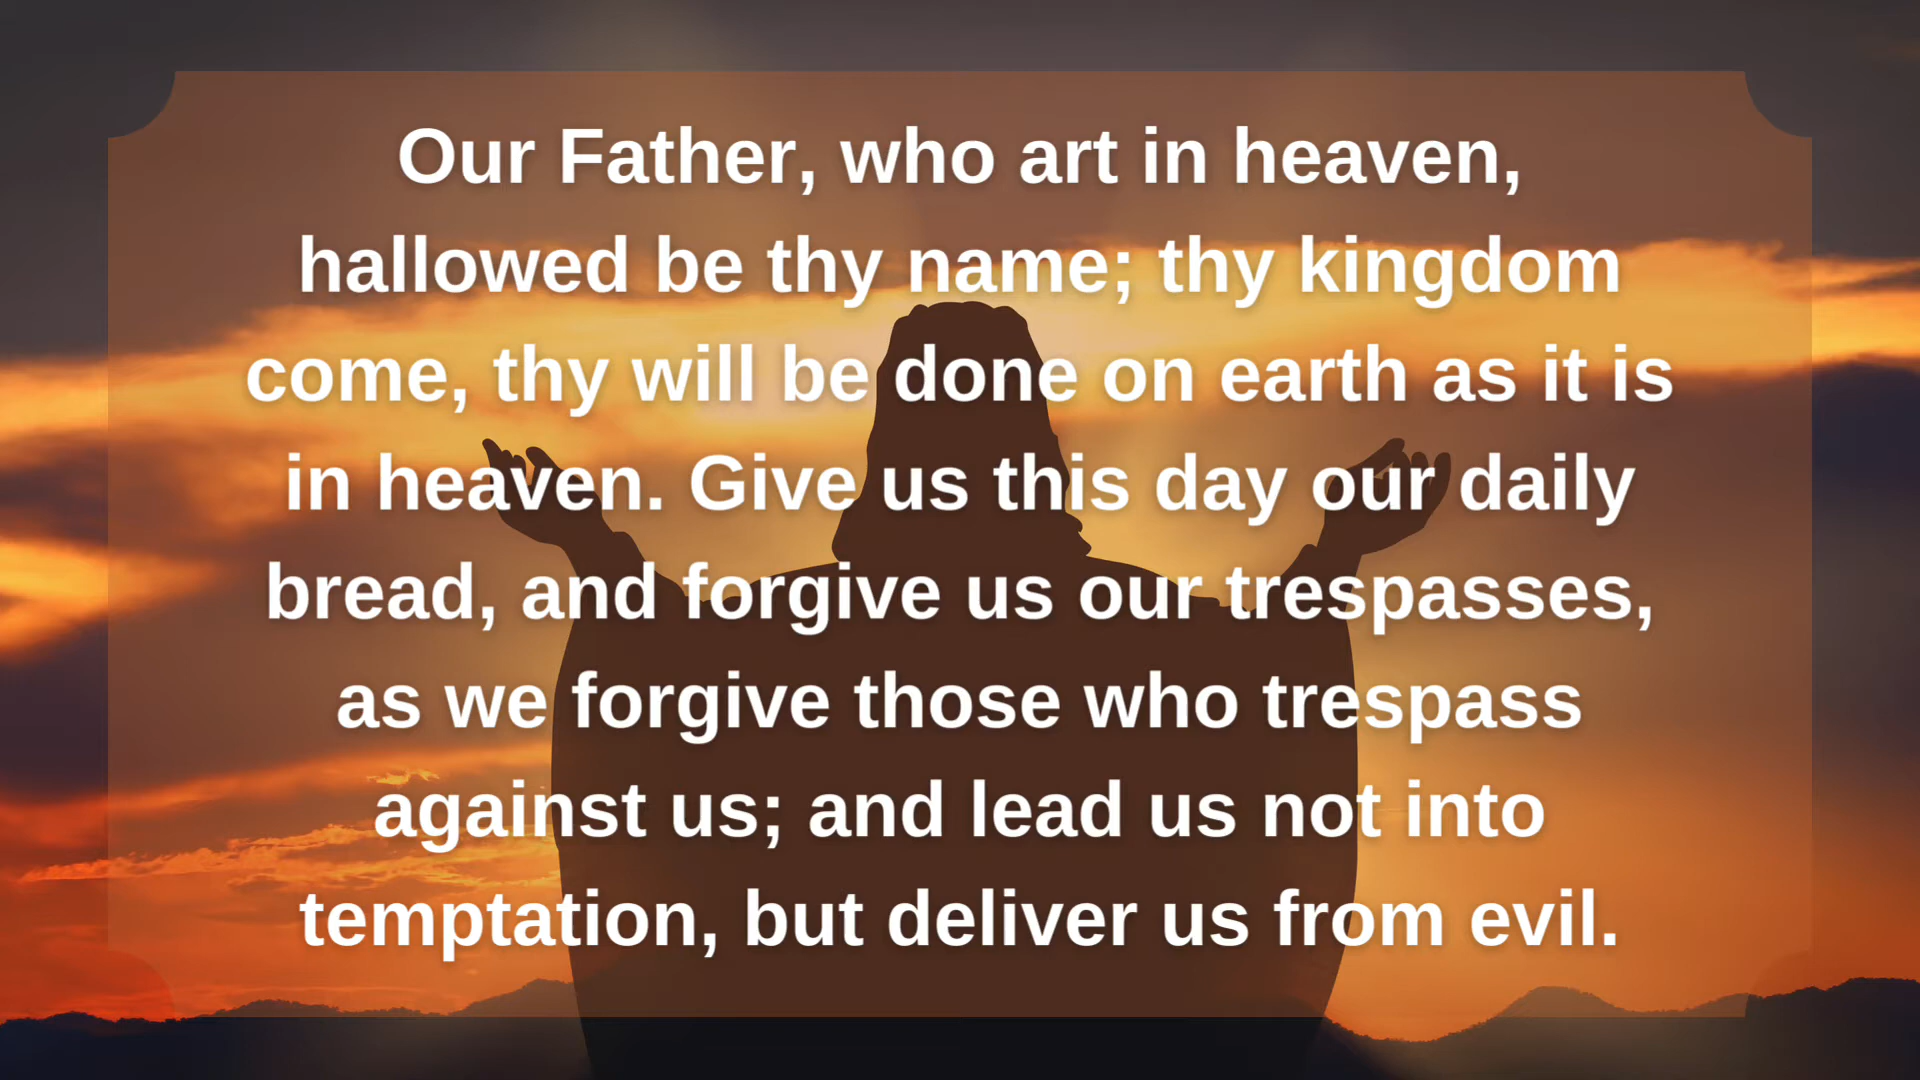 Our Father, who art in heaven,
hallowed be thy name; thy kingdom
come, thy will be done on earth as it is
in heaven. Give us this day our daily
bread, and forgive us our trespasses,
as we forgive those who trespass
against us; and lead us not into
temptation, but deliver us from evil.